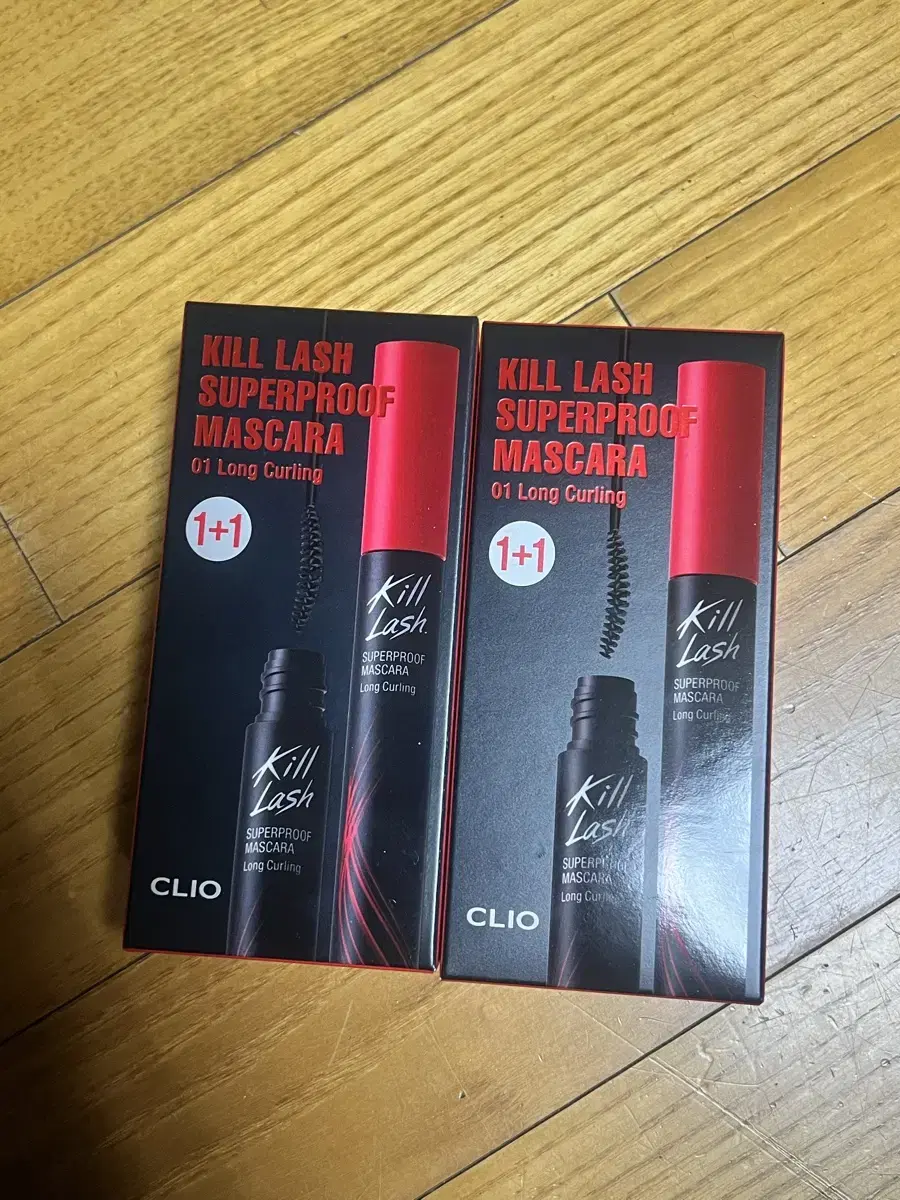 KILL LASH
SUPERPROOF
MASCARA
01 Long Curling
1+1
Kill
Lash.
SUPERPROOF
MASCARA
Long Curling
Kill
Lash
SUPERPROOF
MASCARA
Long Curling
CLIO
KILL LASH
SUPERPROOF
MASCARA
01 Long Curling
1+1
Kill
Lash
SUPERPROOF
MASCARA
Long Curling
Kill
Lash
SUPERPROOF
MASCARA
Long Curling
CLIO